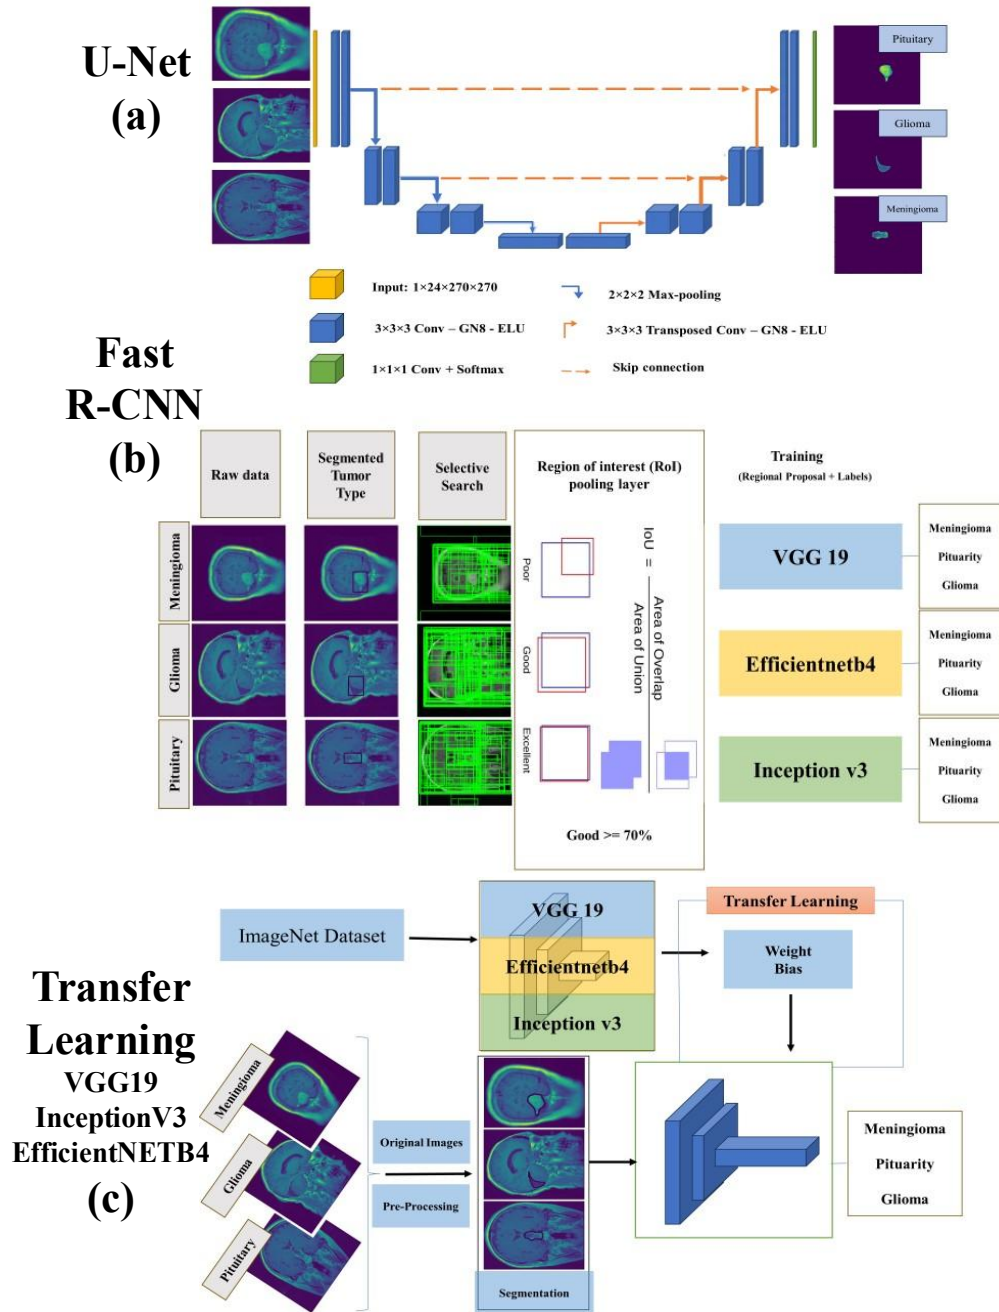 U-Net
(a)
Pituitary
Glioma
Meningioma
Input: 1×24×270×270
2×2×2 Max-pooling
3×3×3 Conv – GN8 - ELU
3×3×3 Transposed Conv – GN8 - ELU
1×1×1 Conv + Softmax
Skip connection
Fast
R-CNN
(b)
Raw data
Segmented
Tumor
Type
Selective
Search
Region of interest (RoI)
pooling layer
Training
(Regional Proposal + Labels)
Meningioma
Glioma
Pituitary
Poor
Good
Excellent
IoU =
Area of Overlap
Area of Union
Good >= 70%
VGG 19
Meningioma
Pituarity
Glioma
Efficientnetb4
Meningioma
Pituarity
Glioma
Inception v3
Meningioma
Pituarity
Glioma
Transfer
Learning
VGG19
InceptionV3
EfficientNETB4
(c)
ImageNet Dataset
VGG 19
Efficientnetb4
Inception v3
Transfer Learning
Weight
Bias
Meningioma
Glioma
Pituitary
Original Images
Pre-Processing
Segmentation
Meningioma
Pituarity
Glioma